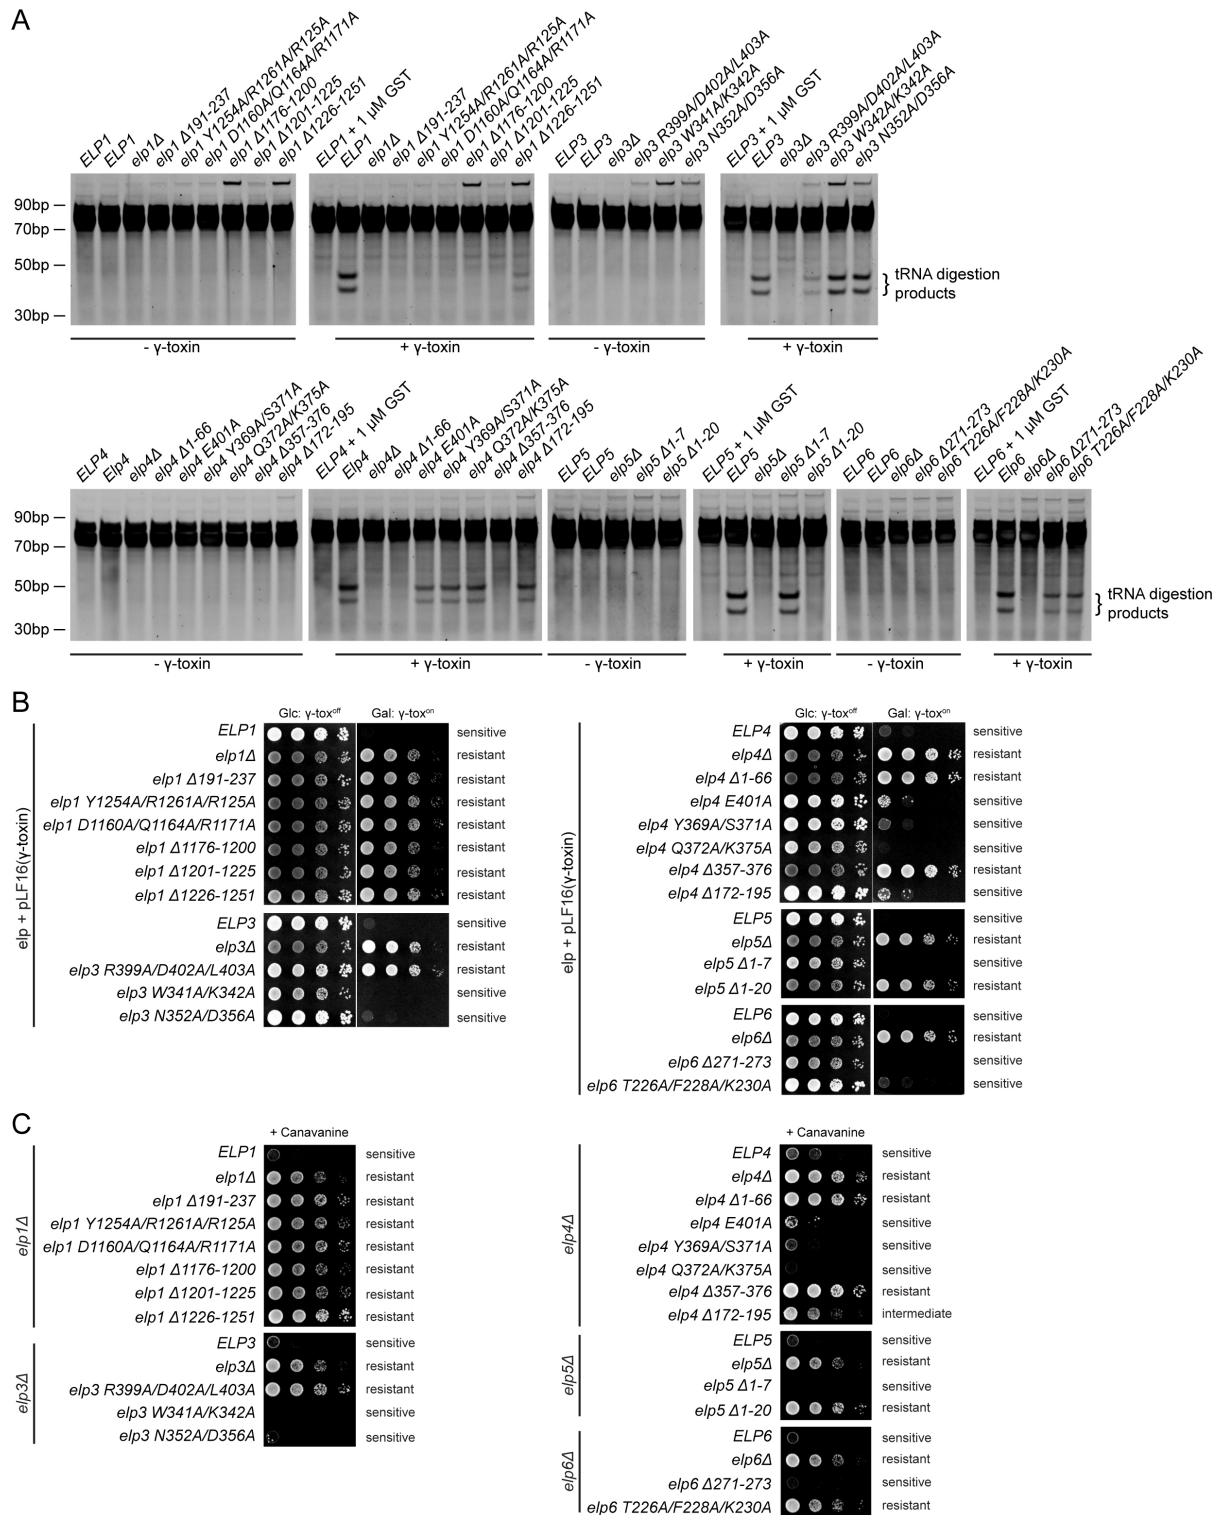 A
ELP1
ELP1
elp1Δ
elp1 Δ191-237
elp1 Y1254A/R1261A/R125A
elp1 D1160A/Q1164A/R1171A
elp1 Δ1176-1200
elp1 Δ1201-1225
elp1 Δ1226-1251
ELP1 + 1 μM GST
ELP1
elp1Δ
elp1 Δ191-237
elp1 Y1254A/R1261A/R125A
elp1 D1160A/Q1164A/R1171A
elp1 Δ1176-1200
elp1 Δ1201-1225
elp1 Δ1226-1251
ELP3
ELP3
elp3Δ
elp3 R399A/D402A/L403A
elp3 W341A/K342A
elp3 N352A/D356A
ELP3 + 1 μM GST
ELP3
elp3Δ
elp3 R399A/D402A/L403A
elp3 W342A/K342A
elp3 N352A/D356A
90bp
70bp
50bp
30bp
tRNA digestion
products
- γ-toxin
+ γ-toxin
- γ-toxin
+ γ-toxin
ELP4
Elp4
elp4Δ
elp4 Δ1-66
elp4 E401A
elp4 Y369A/S371A
elp4 Q372A/K375A
elp4 Δ357-376
elp4 Δ172-195
ELP4 + 1 μM GST
Elp4
elp4Δ
elp4 Δ1-66
elp4 E401A
elp4 Y369A/S371A
elp4 Q372A/K375A
elp4 Δ357-376
elp4 Δ172-195
ELP5
ELP5
elp5Δ
elp5 Δ1-7
elp5 Δ1-20
ELP5 + 1 μM GST
ELP5
elp5Δ
elp5 Δ1-7
elp5 Δ1-20
ELP6
ELP6
elp6Δ
elp6 Δ271-273
elp6 T226A/F228A/K230A
ELP6 + 1 μM GST
Elp6
elp6Δ
elp6 Δ271-273
elp6 T226A/F228A/K230A
90bp
70bp
50bp
30bp
tRNA digestion
products
- γ-toxin
+ γ-toxin
- γ-toxin
+ γ-toxin
- γ-toxin
+ γ-toxin
B
Glc: γ-toxoff
Gal: γ-toxon
elp + pLF16(γ-toxin)
ELP1 sensitive
elp1Δ resistant
elp1 Δ191-237 resistant
elp1 Y1254A/R1261A/R125A resistant
elp1 D1160A/Q1164A/R1171A resistant
elp1 Δ1176-1200 resistant
elp1 Δ1201-1225 resistant
elp1 Δ1226-1251 resistant
ELP3 sensitive
elp3Δ resistant
elp3 R399A/D402A/L403A resistant
elp3 W341A/K342A sensitive
elp3 N352A/D356A sensitive
Glc: γ-toxoff
Gal: γ-toxon
elp + pLF16(γ-toxin)
ELP4 sensitive
elp4Δ resistant
elp4 Δ1-66 resistant
elp4 E401A sensitive
elp4 Y369A/S371A sensitive
elp4 Q372A/K375A sensitive
elp4 Δ357-376 resistant
elp4 Δ172-195 sensitive
ELP5 sensitive
elp5Δ resistant
elp5 Δ1-7 sensitive
elp5 Δ1-20 resistant
ELP6 sensitive
elp6Δ resistant
elp6 Δ271-273 sensitive
elp6 T226A/F228A/K230A sensitive
C
+ Canavanine
elp1Δ
ELP1 sensitive
elp1Δ resistant
elp1 Δ191-237 resistant
elp1 Y1254A/R1261A/R125A resistant
elp1 D1160A/Q1164A/R1171A resistant
elp1 Δ1176-1200 resistant
elp1 Δ1201-1225 resistant
elp1 Δ1226-1251 resistant
elp3Δ
ELP3 sensitive
elp3Δ resistant
elp3 R399A/D402A/L403A resistant
elp3 W341A/K342A sensitive
elp3 N352A/D356A sensitive
+ Canavanine
elp4Δ
ELP4 sensitive
elp4Δ resistant
elp4 Δ1-66 resistant
elp4 E401A sensitive
elp4 Y369A/S371A sensitive
elp4 Q372A/K375A sensitive
elp4 Δ357-376 resistant
elp4 Δ172-195 intermediate
elp5Δ
ELP5 sensitive
elp5Δ resistant
elp5 Δ1-7 sensitive
elp5 Δ1-20 resistant
elp6Δ
ELP6 sensitive
elp6Δ resistant
elp6 Δ271-273 sensitive
elp6 T226A/F228A/K230A resistant